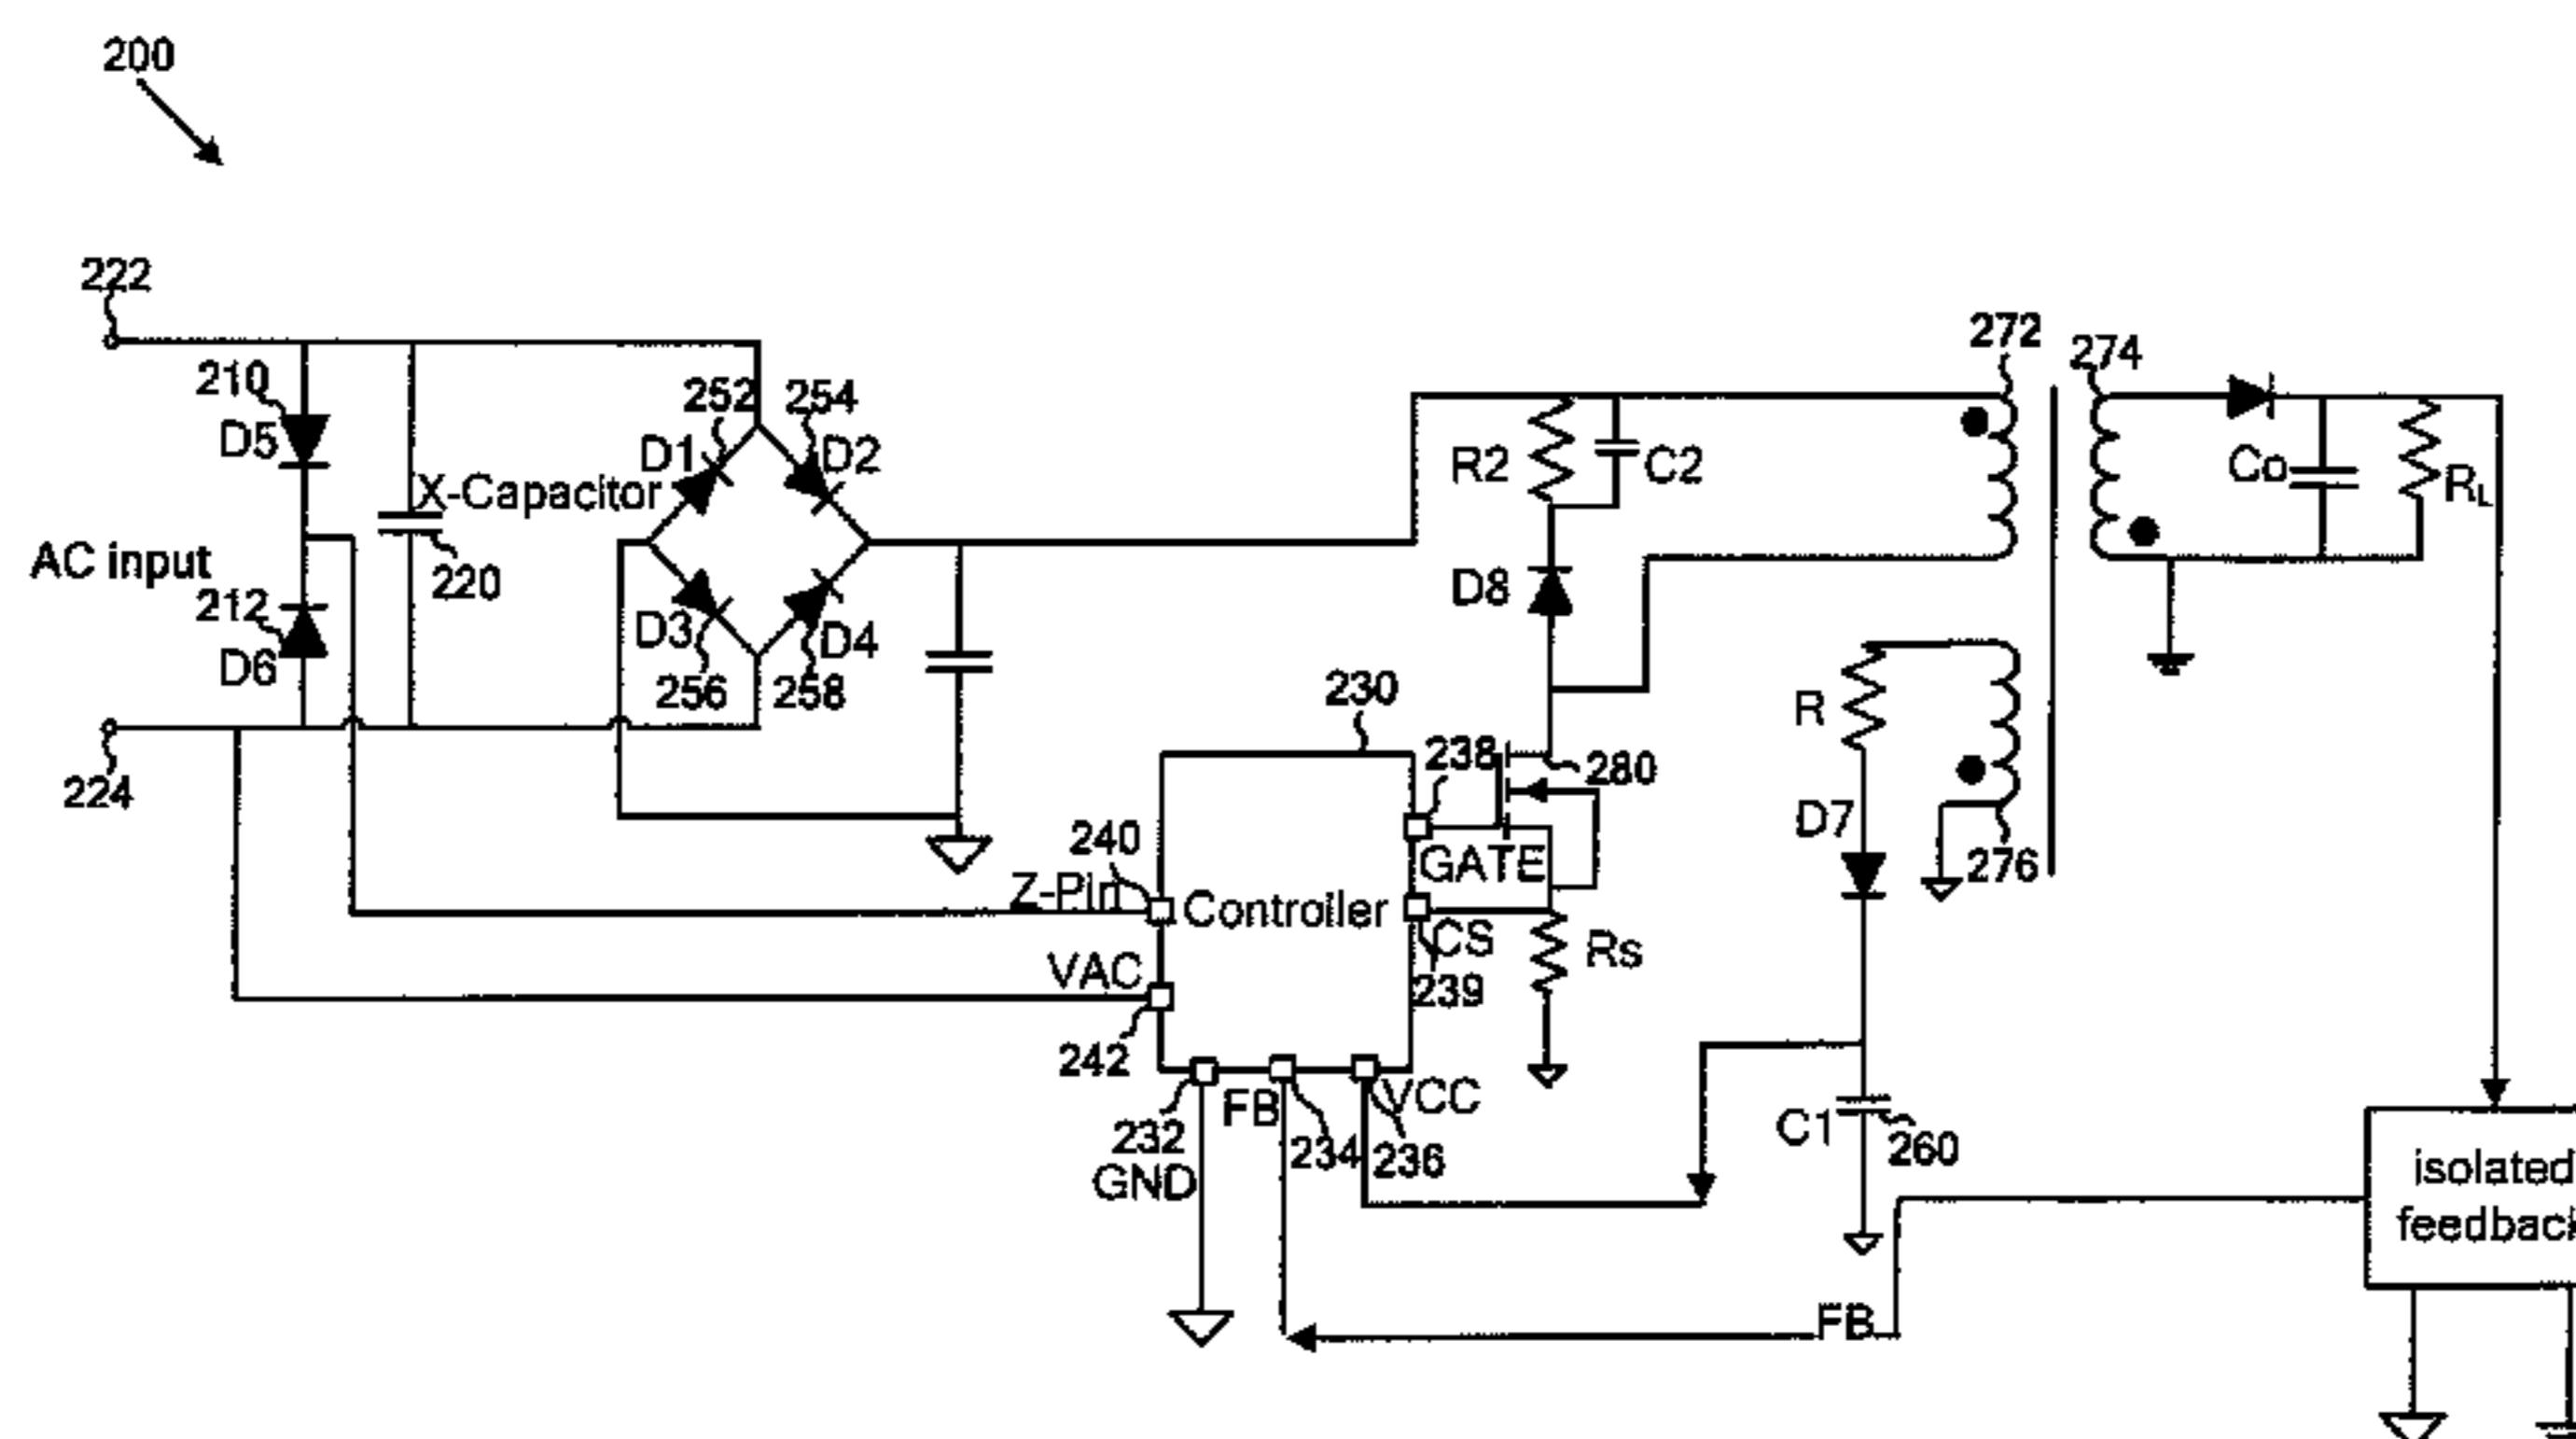 200
222
272
274
210
252
254
D5
D1
D2
R2
C2
Co
RL
X-Capacitor
AC input
220
D8
212
D3
D4
D6
256
258
230
R
224
238
280
240
D7
GATE
276
Z-Pin
Controller
CS
Rs
VAC
239
242
FB
VCC
C1
232
234
236
260
GND
isolated
feedback
FB